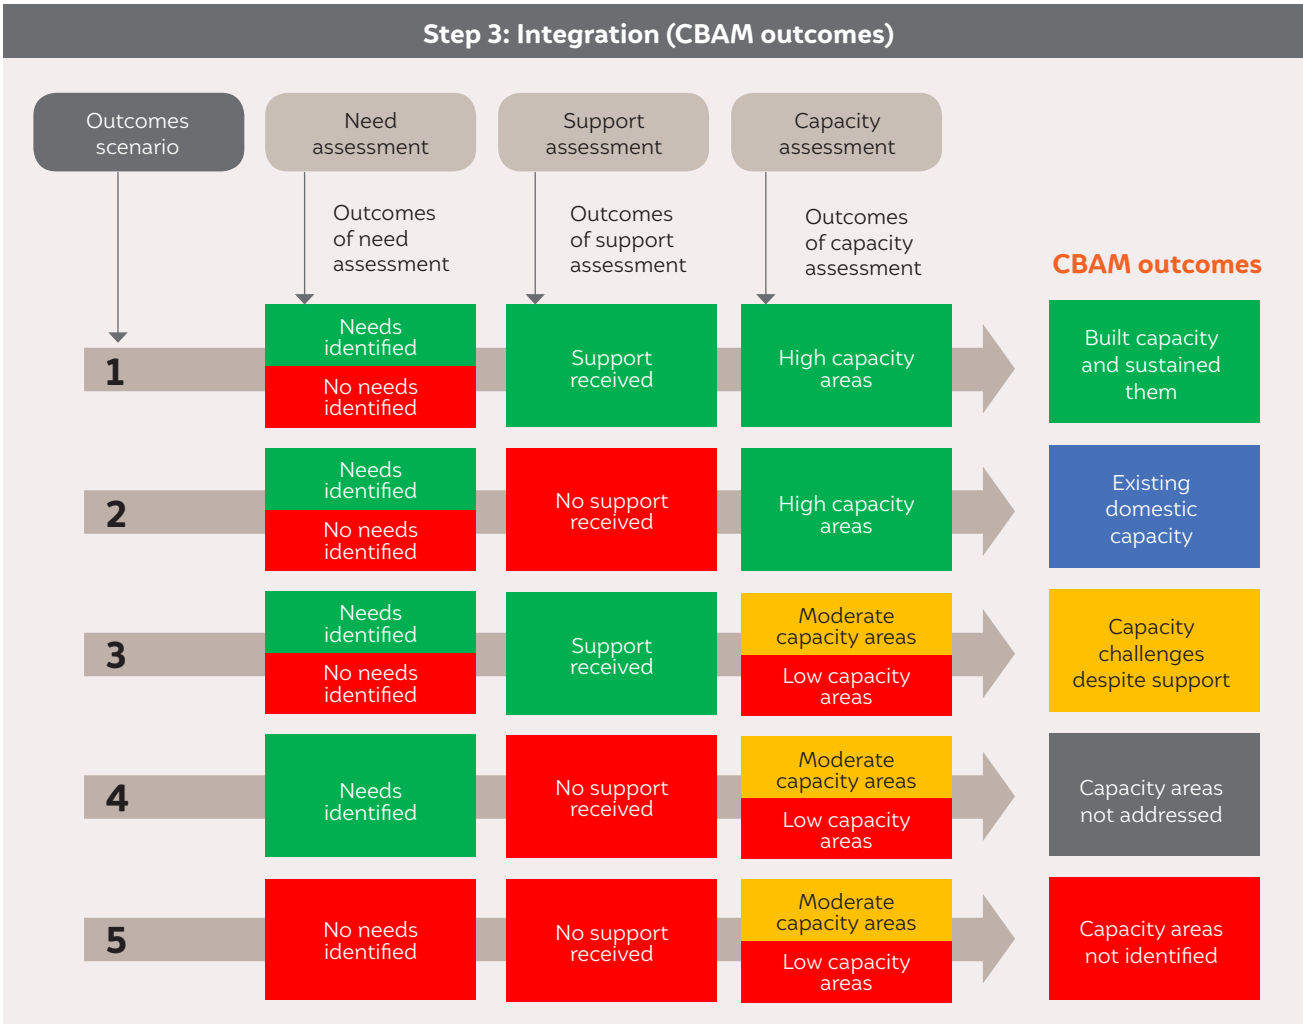 Step 3: Integration (CBAM outcomes)
Outcomes
scenario
Need
assessment
Support
assessment
Capacity
assessment
Outcomes
of need
assessment
Outcomes
of support
assessment
Outcomes
of capacity
assessment
CBAM outcomes
1
Needs
identified
No needs
identified
Support
received
High capacity
areas
Built capacity
and sustained
them
2
Needs
identified
No needs
identified
No support
received
High capacity
areas
Existing
domestic
capacity
3
Needs
identified
No needs
identified
Support
received
Moderate
capacity areas
Low capacity
areas
Capacity
challenges
despite support
4
Needs
identified
No support
received
Moderate
capacity areas
Low capacity
areas
Capacity areas
not addressed
5
No needs
identified
No support
received
Moderate
capacity areas
Low capacity
areas
Capacity areas
not identified